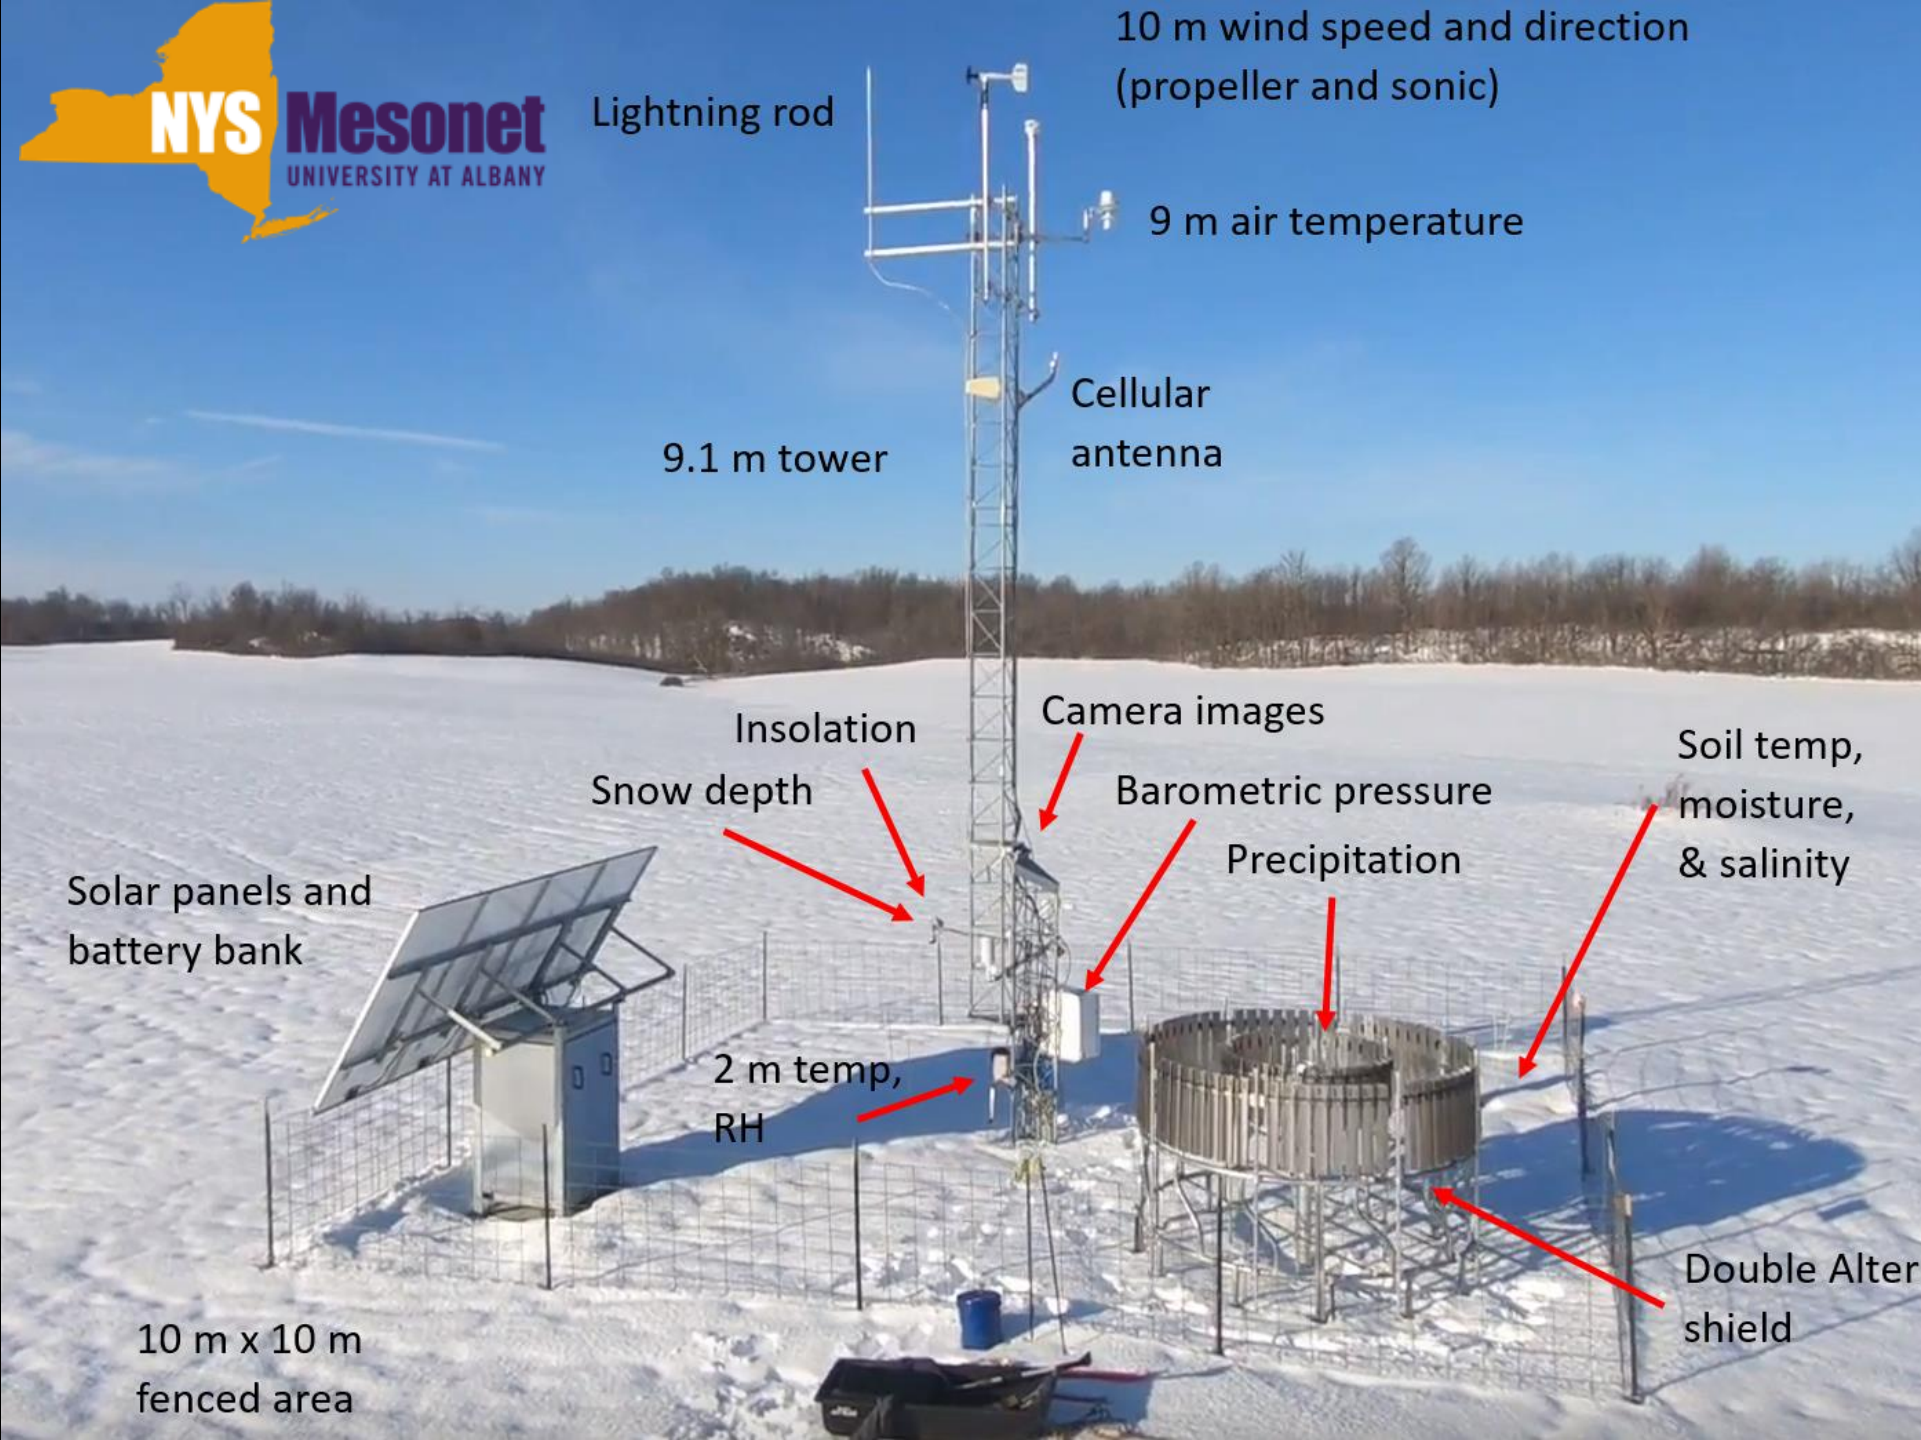 NYS Mesonet
UNIVERSITY AT ALBANY
10 m wind speed and direction
(propeller and sonic)
Lightning rod
9 m air temperature
Cellular
antenna
9.1 m tower
Insolation
Snow depth
Camera images
Barometric pressure
Precipitation
Soil temp,
moisture,
& salinity
Solar panels and
battery bank
2 m temp,
RH
Double Alter
shield
10 m x 10 m
fenced area